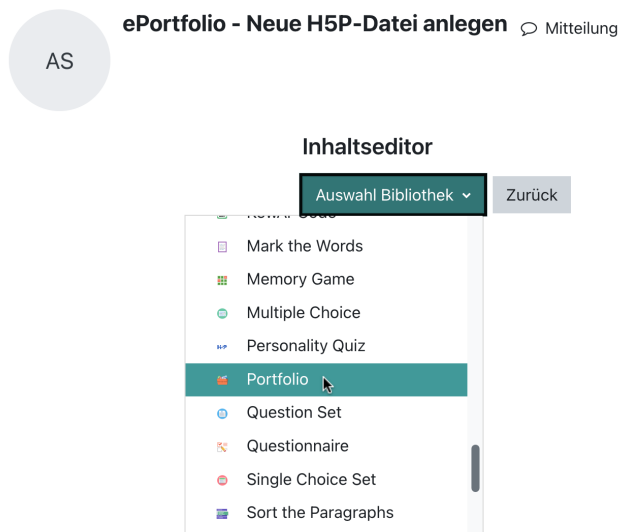 ePortfolio - Neue H5P-Datei anlegen
Mitteilung
AS
Inhaltseditor
Auswahl Bibliothek
Zurück
Mark the Words
Memory Game
Multiple Choice
Personality Quiz
Portfolio
Question Set
Questionnaire
Single Choice Set
Sort the Paragraphs